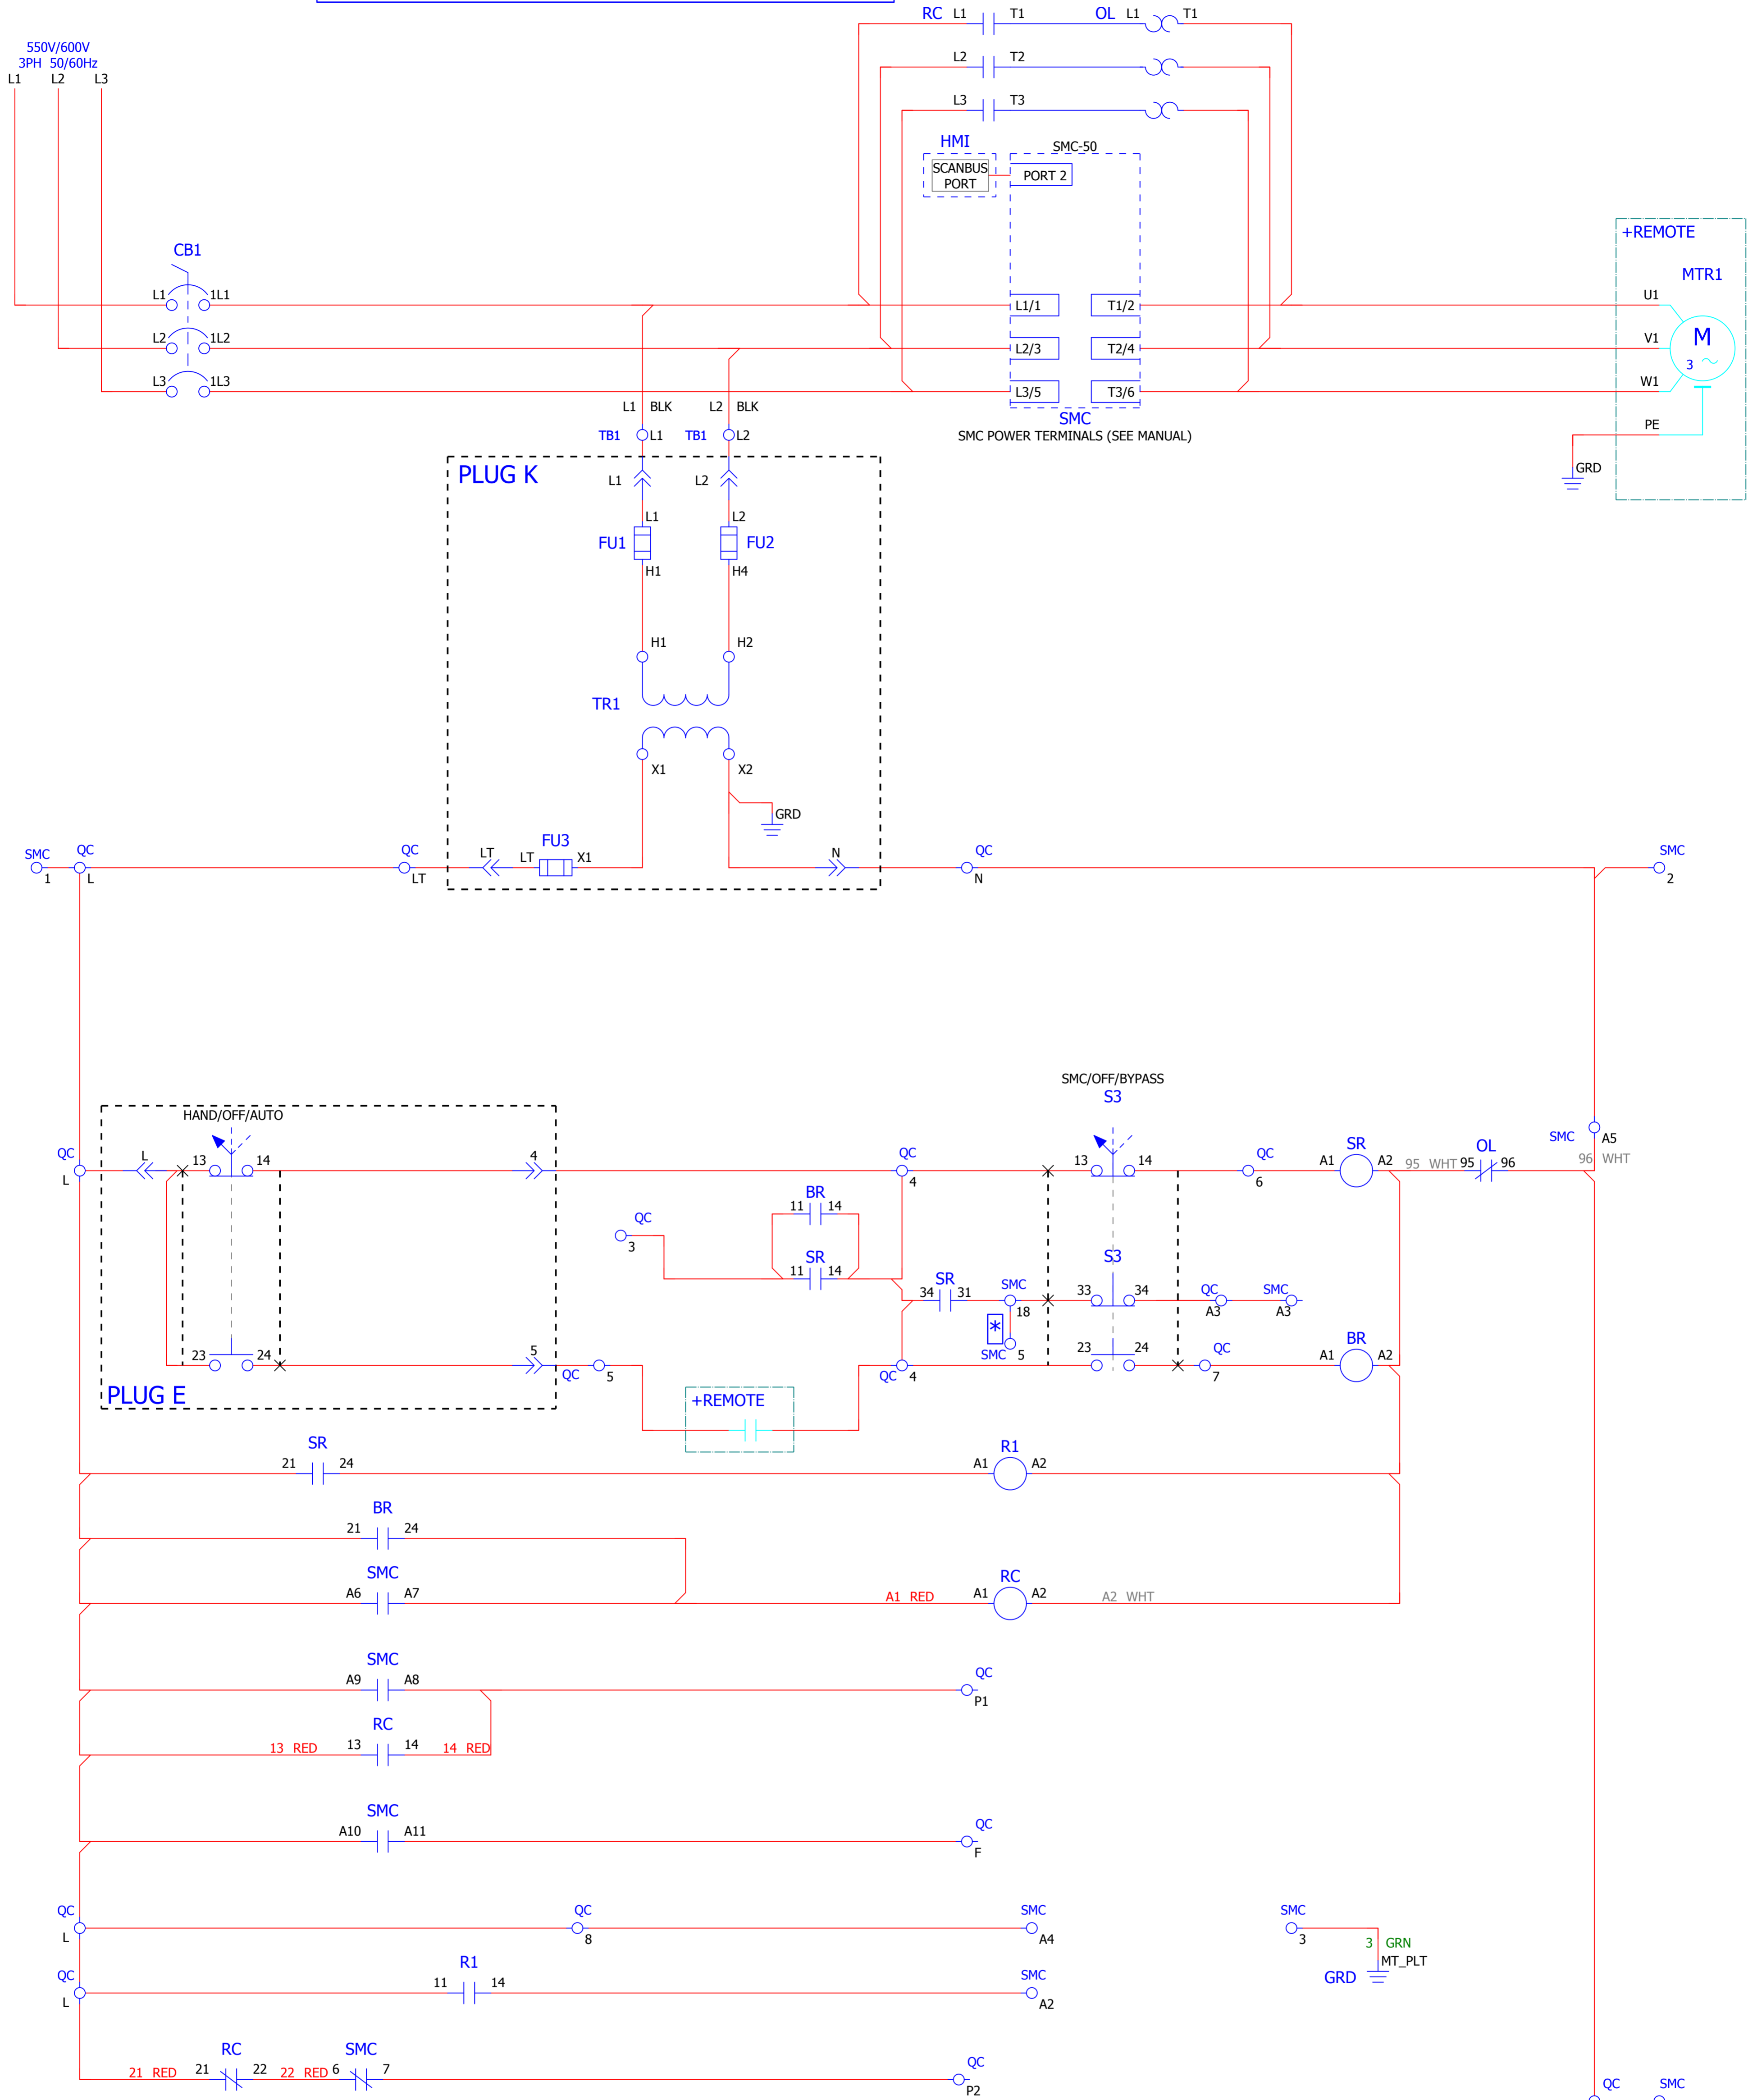 RC L1 T1 OL L1 T1
550V/600V
3PH 50/60Hz
L1 L2 L3
L2 T2
L3 T3
HMI
SMC-50
SCANBUS
PORT
PORT 2
+REMOTE
CB1
MTR1
L1 1L1
L1/1 T1/2
U1
L2 1L2
L2/3 T2/4
V1
M
3
L3 1L3
L3/5 T3/6
W1
L1 BLK L2 BLK
SMC
SMC POWER TERMINALS (SEE MANUAL)
PE
GRD
TB1 L1 TB1 L2
PLUG K
L1 L2
L1 L2
FU1 FU2
H1 H4
H1 H2
TR1
X1 X2
GRD
SMC
1
QC
L
QC
LT
LT LT
FU3
X1
N
QC
N
SMC
2
SMC/OFF/BYPASS
S3
HAND/OFF/AUTO
QC
L
L
13 14
4
QC
4
13 14
QC
6
SR
A1 A2
95 WHT 95
OL
96
SMC A5
96 WHT
BR
11 14
QC
3
SR
11 14
SR
34 31
SMC
18
S3
33 34
QC
A3
SMC
A3
*
SMC 5
23 24
5
QC 5
QC 4
23 24
QC
7
BR
A1 A2
PLUG E
+REMOTE
SR
21 24
R1
A1 A2
BR
21 24
SMC
A6 A7
A1 RED
RC
A1 A2
A2 WHT
SMC
A9 A8
QC
P1
RC
13 RED 13 14 14 RED
SMC
A10 A11
QC
F
QC
L
QC
8
SMC
A4
SMC
3
3 GRN
MT_PLT
GRD
QC
L
R1
11 14
SMC
A2
RC
21 RED 21 22 22 RED
SMC
6 7
QC
P2
QC SMC